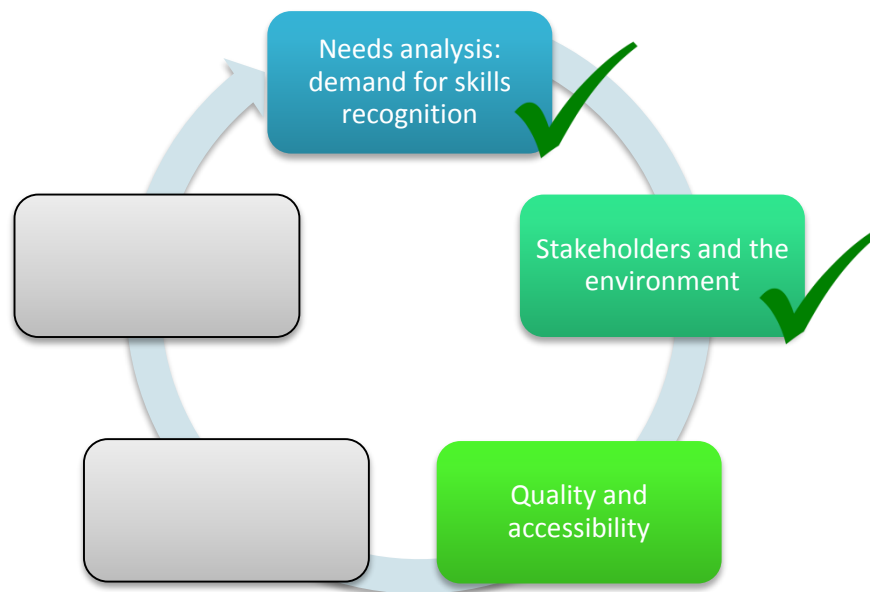 Needs analysis:
demand for skills
recognition
Stakeholders and the
environment
Quality and
accessibility